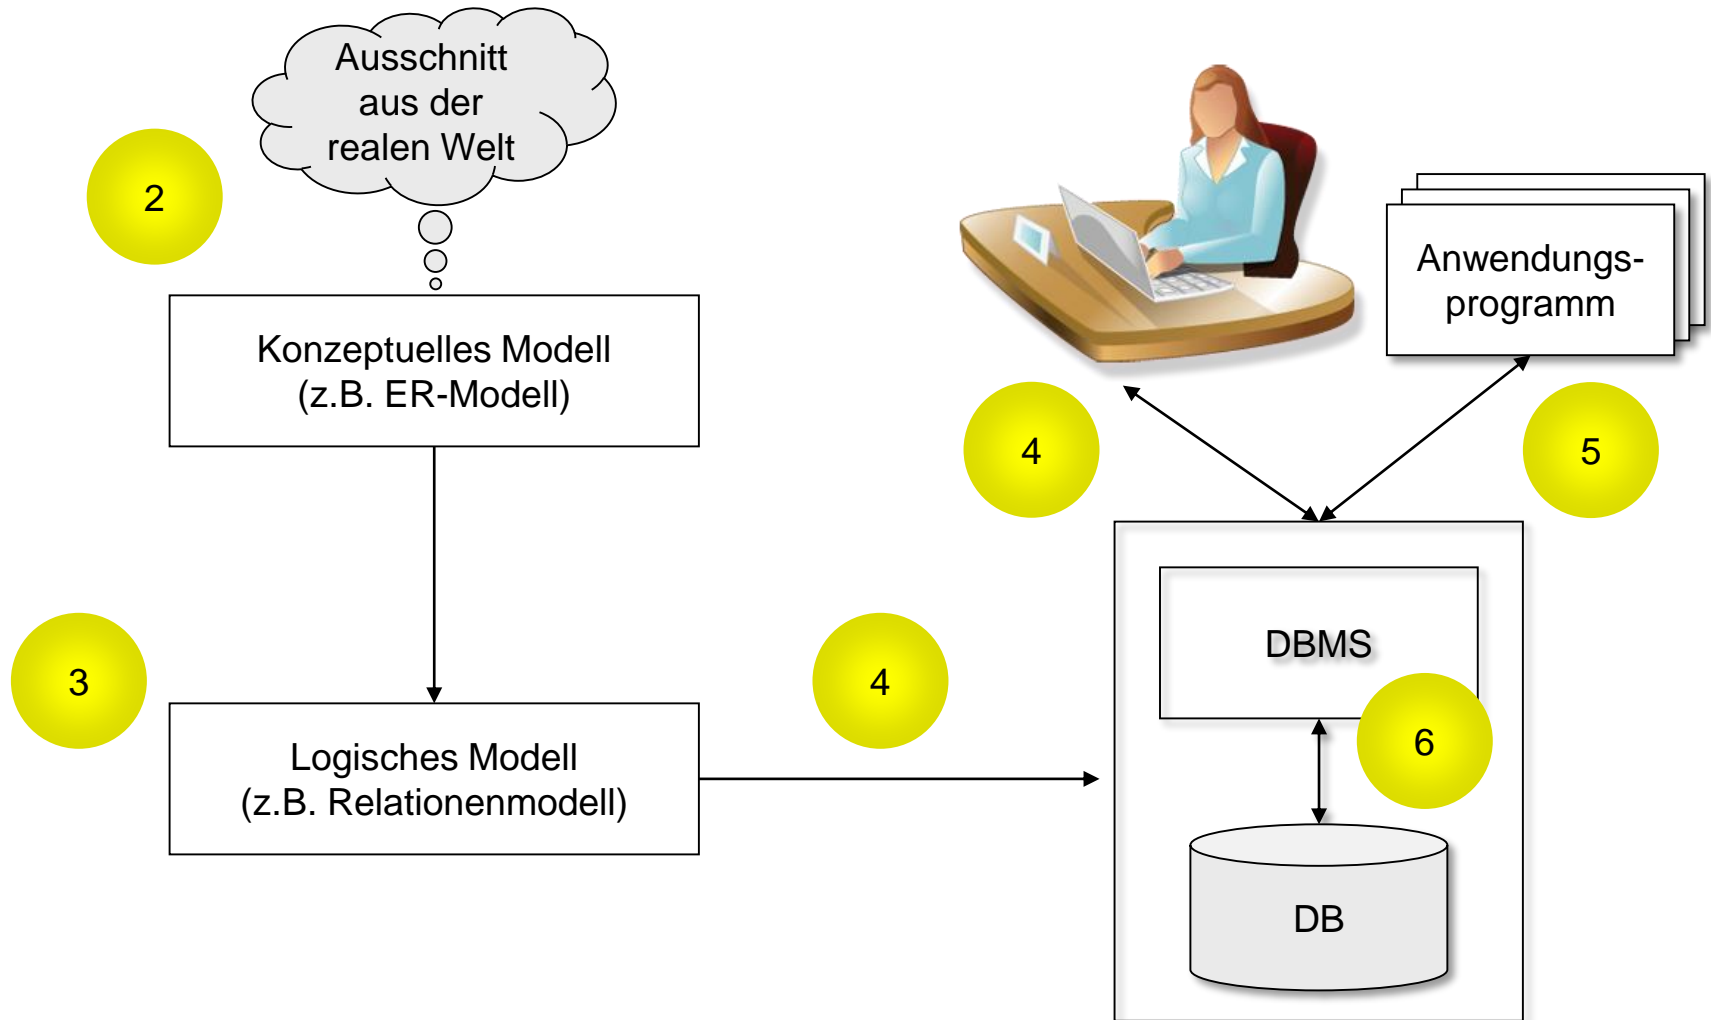 Ausschnitt
aus der
realen Welt
2
Konzeptuelles Modell
(z.B. ER-Modell)
3
Logisches Modell
(z.B. Relationenmodell)
4
Anwendungs-
programm
4
5
DBMS
6
DB